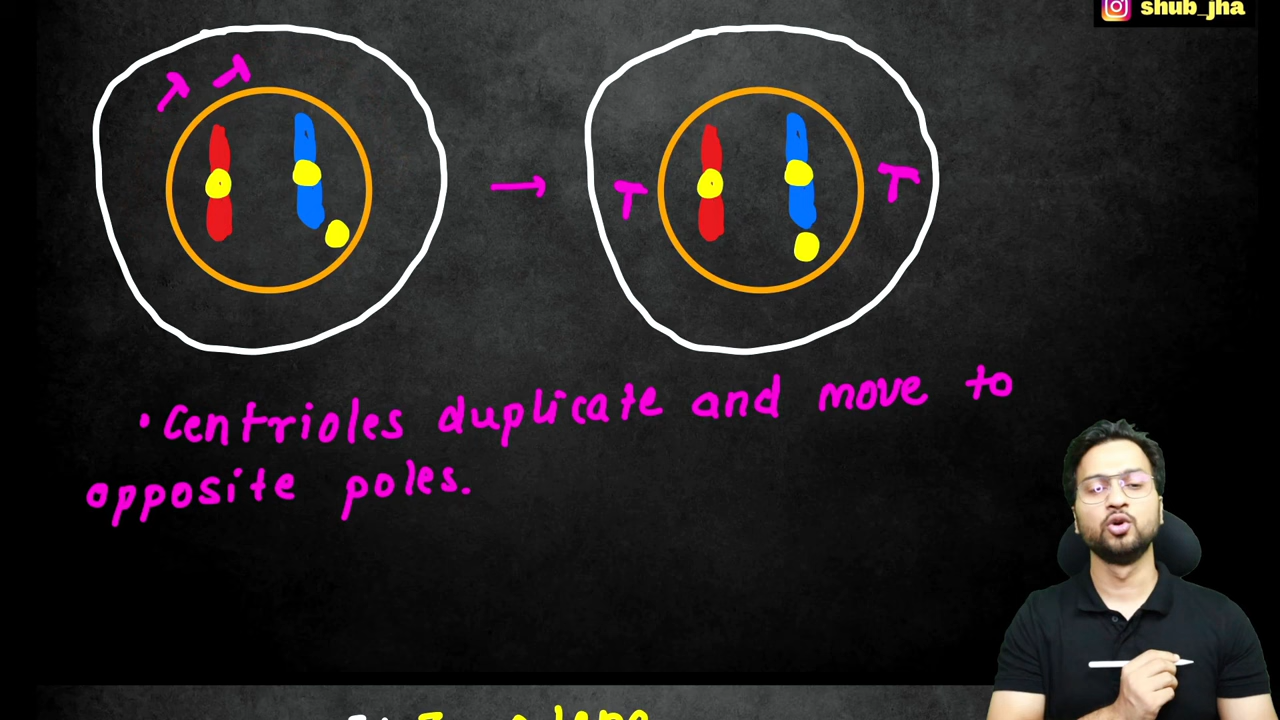 shub_jha
• Centrioles duplicate and move to
opposite poles.